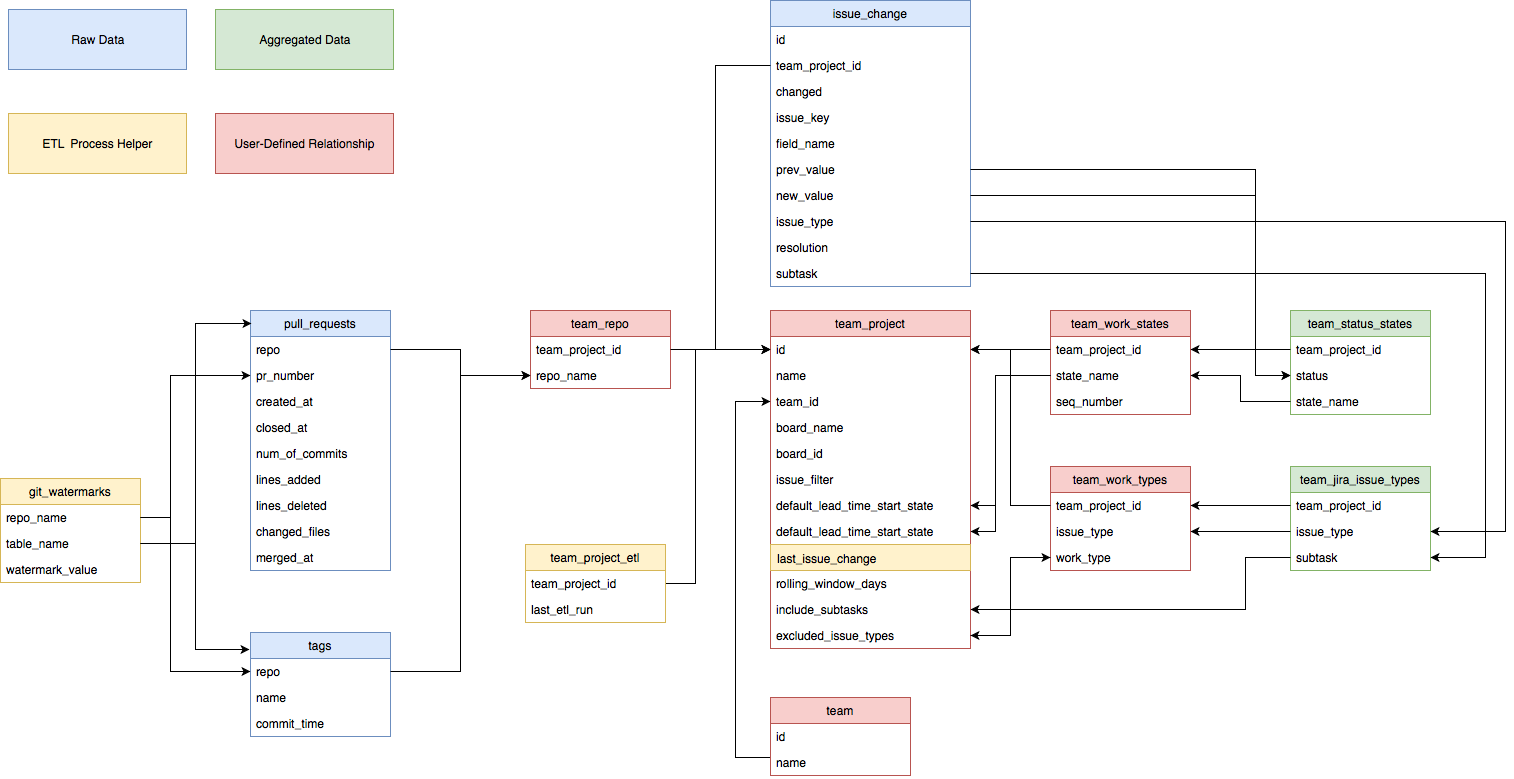 Raw Data
Aggregated Data
ETL Process Helper
User-Defined Relationship
issue_change
id
team_project_id
changed
issue_key
field_name
prev_value
new_value
issue_type
resolution
subtask
git_watermarks
repo_name
table_name
watermark_value
pull_requests
repo
pr_number
created_at
closed_at
num_of_commits
lines_added
lines_deleted
changed_files
merged_at
tags
repo
name
commit_time
team_repo
team_project_id
repo_name
team_project_etl
team_project_id
last_etl_run
team_project
id
name
team_id
board_name
board_id
issue_filter
default_lead_time_start_state
default_lead_time_start_state
last_issue_change
rolling_window_days
include_subtasks
excluded_issue_types
team
id
name
team_work_states
team_project_id
state_name
seq_number
team_work_types
team_project_id
issue_type
work_type
team_status_states
team_project_id
status
state_name
team_jira_issue_types
team_project_id
issue_type
subtask